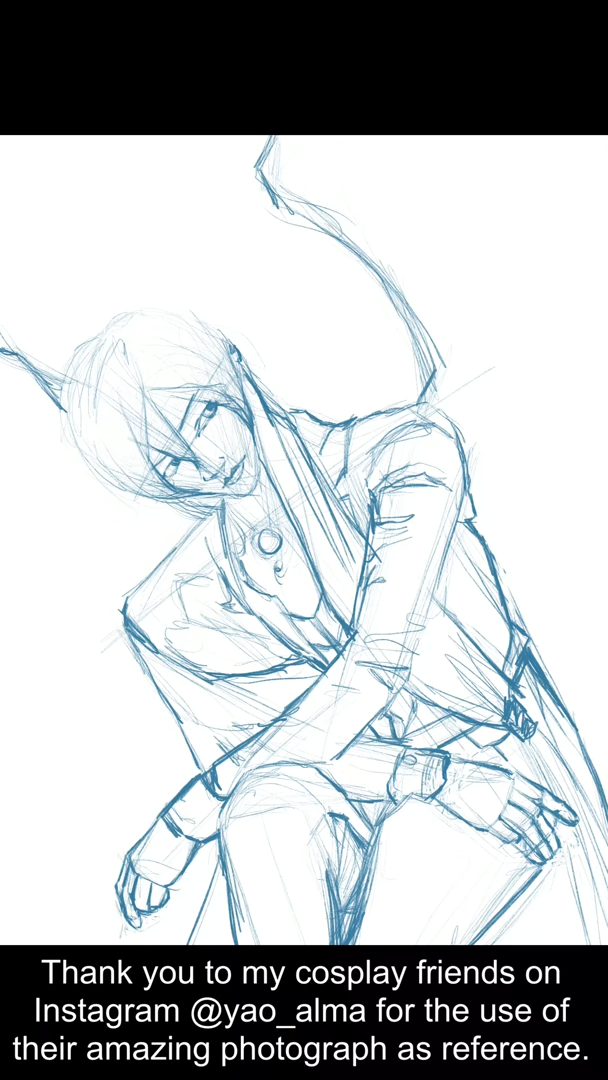 Thank you to my cosplay friends on
Instagram @yao_alma for the use of
their amazing photograph as reference.